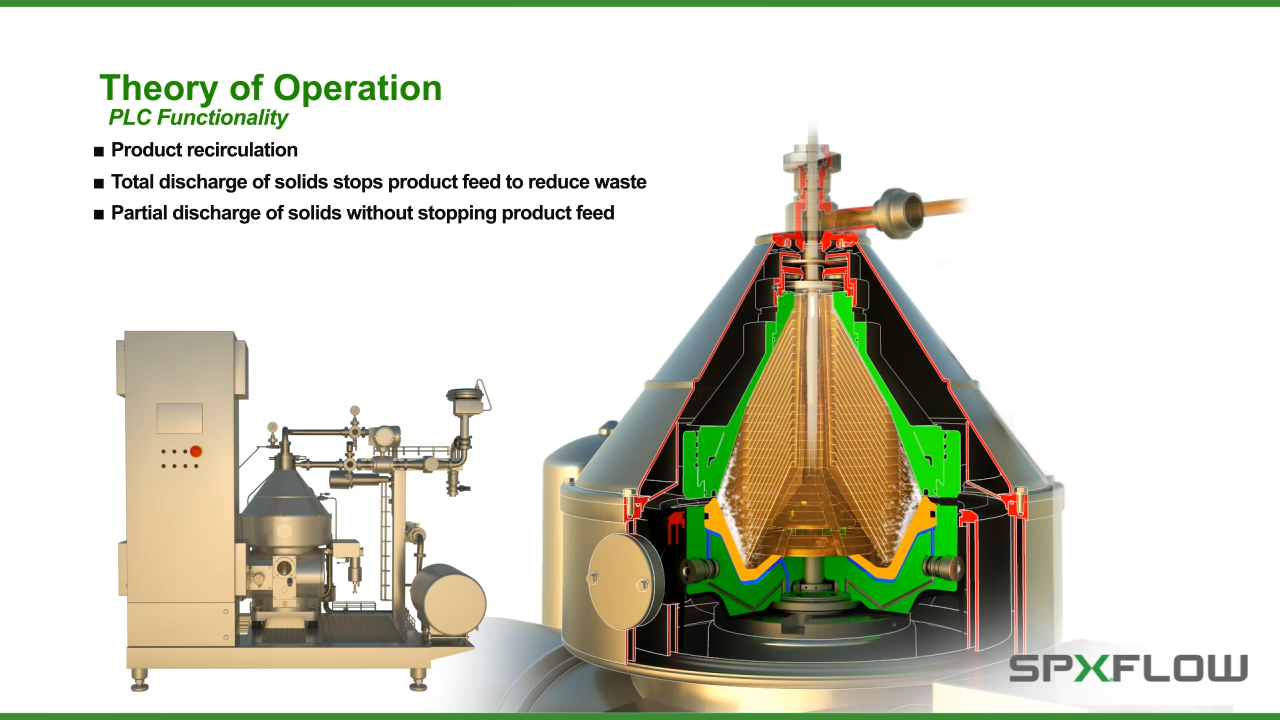 Theory of Operation
PLC Functionality
■ Product recirculation
■ Total discharge of solids stops product feed to reduce waste
■ Partial discharge of solids without stopping product feed
SPXFLOW